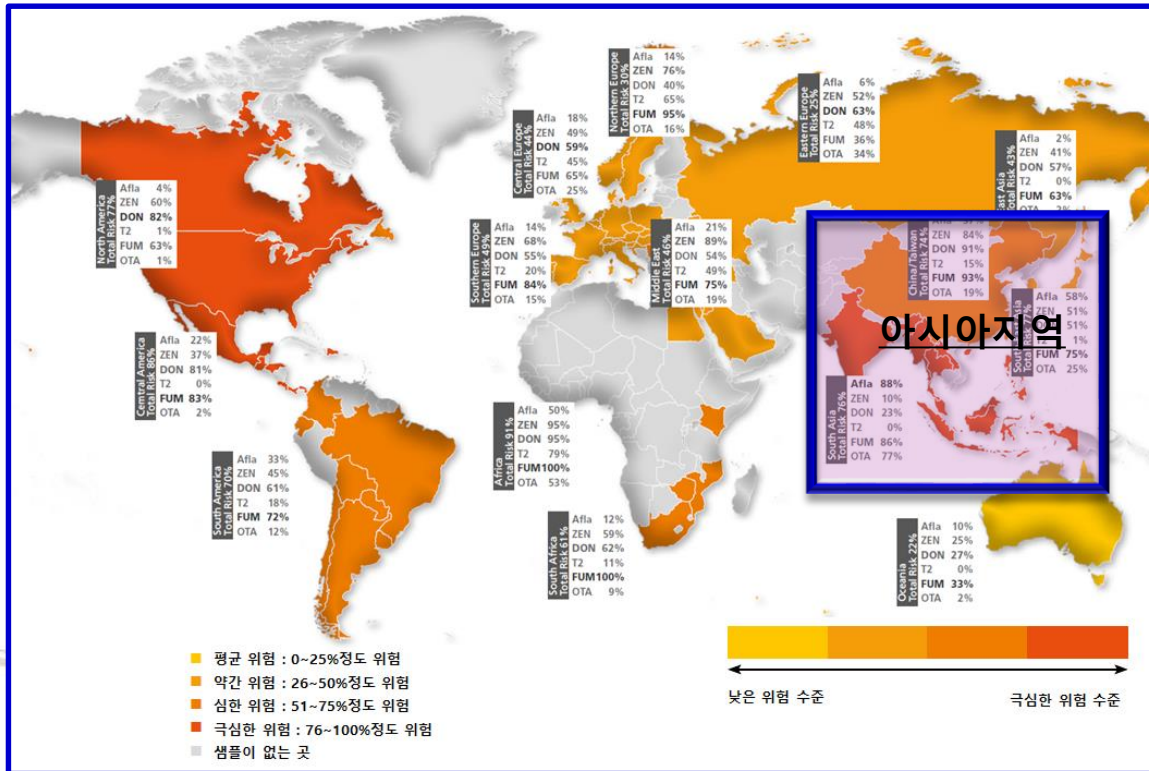 Northern Europe
Total Risk 30%
Afla 14%
ZEN 76%
DON 40%
T2 65%
FUM 95%
OTA 16%
Eastern Europe
Total Risk 25%
Afla 6%
ZEN 52%
DON 63%
T2 48%
FUM 36%
OTA 34%
Central Europe
Total Risk 44%
Afla 18%
ZEN 49%
DON 59%
T2 45%
FUM 65%
OTA 25%
East Asia
Total Risk 43%
Afla 2%
ZEN 41%
DON 57%
T2 0%
FUM 63%
North America
Total Risk 77%
Afla 4%
ZEN 60%
DON 82%
T2 1%
FUM 63%
OTA 1%
Southern Europe
Total Risk 49%
Afla 14%
ZEN 68%
DON 55%
T2 20%
FUM 84%
OTA 15%
Middle East
Total Risk 46%
Afla 21%
ZEN 89%
DON 54%
T2 49%
FUM 75%
OTA 19%
China/Taiwan
Total Risk 74%
ZEN 84%
DON 91%
T2 15%
FUM 93%
OTA 19%
아시아지역
Afla 58%
ZEN 51%
51%
1%
FUM 75%
OTA 25%
Central America
Total Risk 86%
Afla 22%
ZEN 37%
DON 81%
T2 0%
FUM 83%
OTA 2%
South Asia
Total Risk 76%
Afla 88%
ZEN 10%
DON 23%
T2 0%
FUM 86%
OTA 77%
Africa
Total Risk 91%
Afla 50%
ZEN 95%
DON 95%
T2 79%
FUM100%
OTA 53%
South America
Total Risk 70%
Afla 33%
ZEN 45%
DON 61%
T2 18%
FUM 72%
OTA 12%
South Africa
Total Risk 61%
Afla 12%
ZEN 59%
DON 62%
T2 11%
FUM100%
OTA 9%
Oceania
Total Risk 22%
Afla 10%
ZEN 25%
DON 27%
T2 0%
FUM 33%
OTA 2%
평균 위험 : 0~25%정도 위험
약간 위험 : 26~50%정도 위험
심한 위험 : 51~75%정도 위험
극심한 위험 : 76~100%정도 위험
샘플이 없는 곳
낮은 위험 수준
극심한 위험 수준